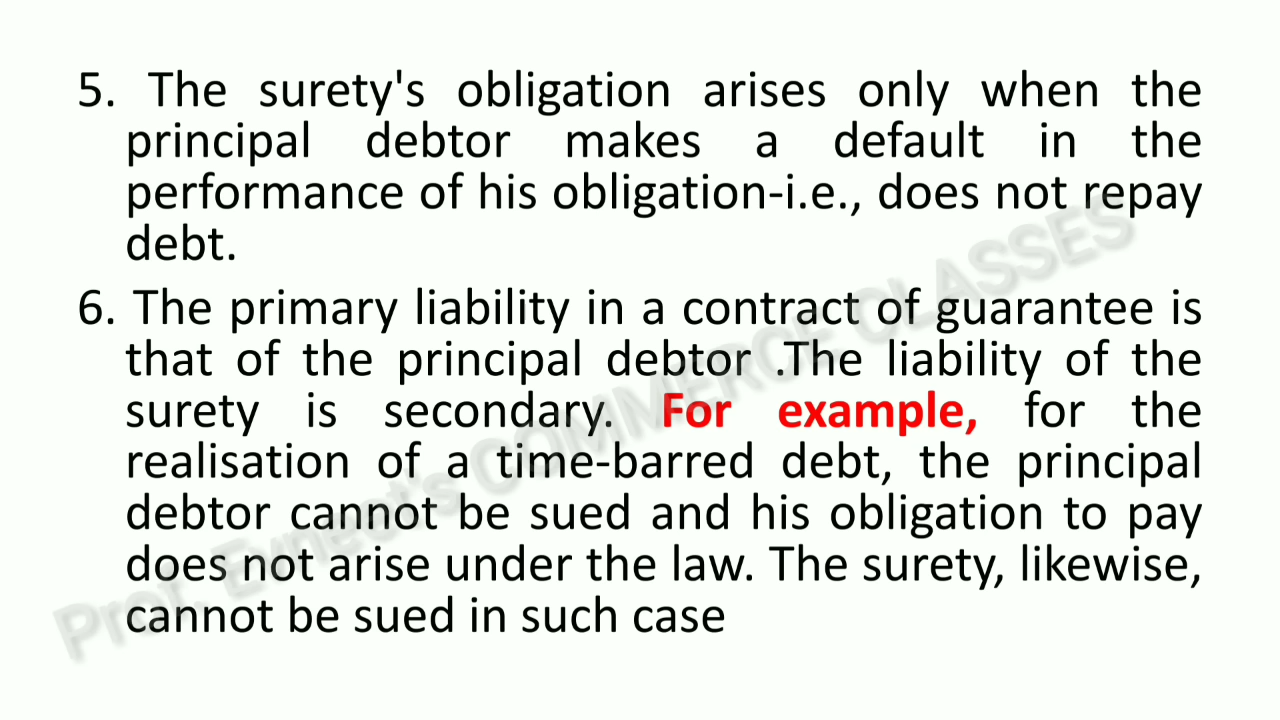 5. The surety's obligation arises only when the
principal debtor makes a default in the
performance of his obligation-i.e., does not repay
debt.
6. The primary liability in a contract of guarantee is
that of the principal debtor .The liability of the
surety is secondary. For example, for the
realisation of a time-barred debt, the principal
debtor cannot be sued and his obligation to pay
does not arise under the law. The surety, likewise,
cannot be sued in such case
Prof. COMMERCE CLASSES